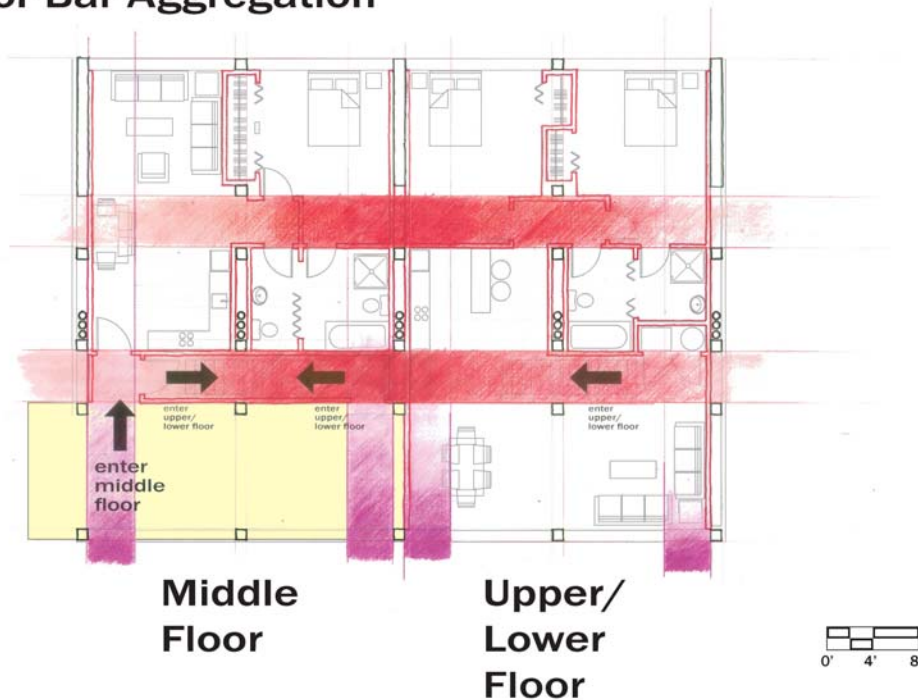 or Bar Aggregation
enter
upper/
lower floor
enter
upper/
lower floor
enter
upper/
lower floor
enter
middle
floor
Middle
Floor
Upper/
Lower
Floor
0' 4' 8